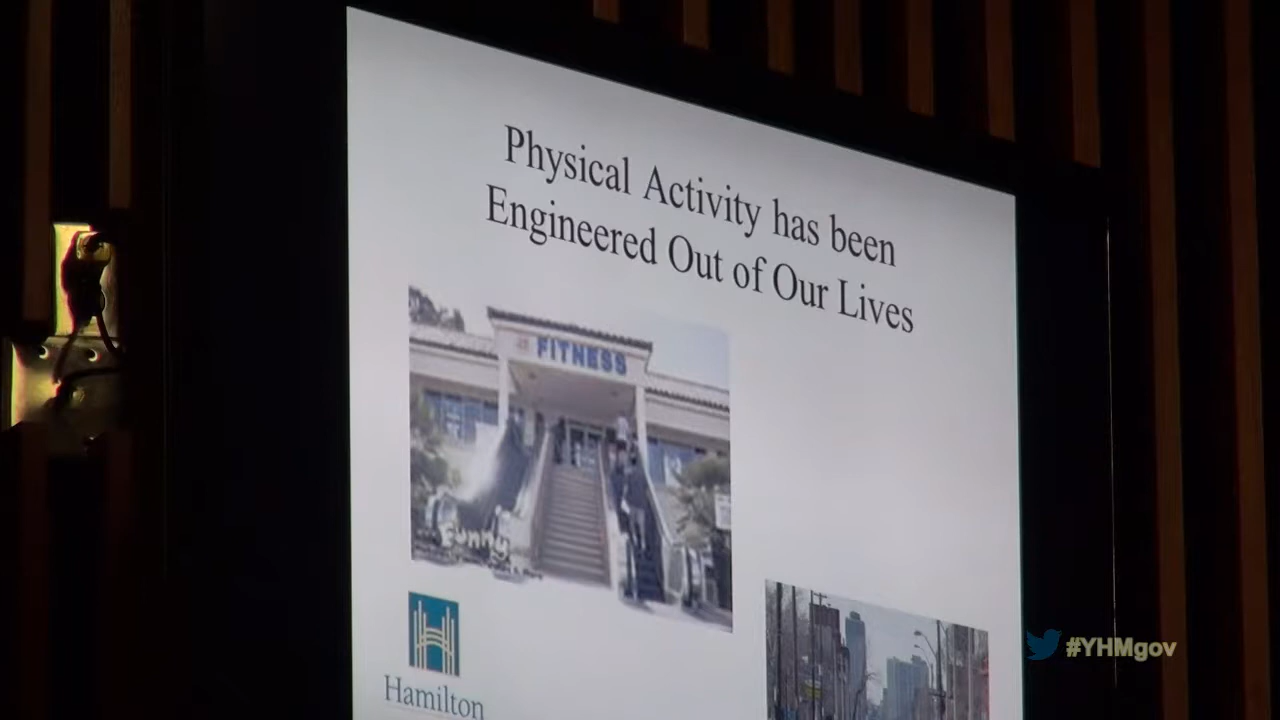 Physical Activity has been
Engineered Out of Our Lives
FITNESS
Funny
Hamilton
#YHMgov